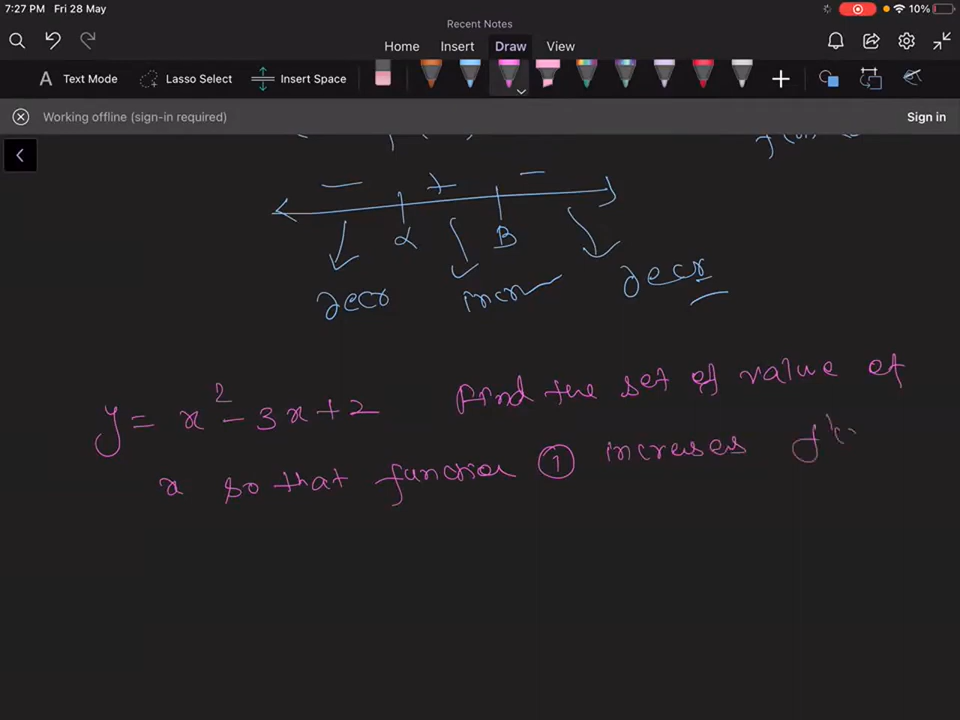 7:27 PM Fri 28 May
10%
Recent Notes
Home Insert Draw View
A Text Mode Lasso Select Insert Space
Working offline (sign-in required) Sign in
− + −
α β
decr incr decr
y = x² − 3x + 2 Find the set of value of
x so that function ① increses f'(